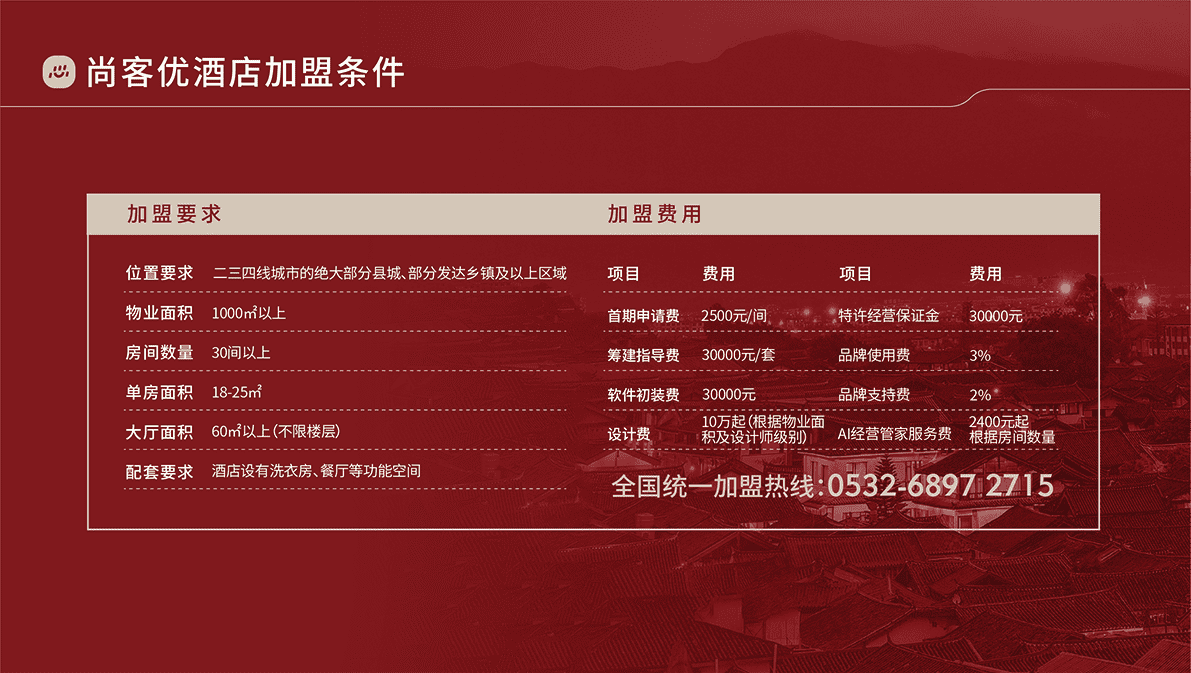 尚客优酒店加盟条件
加盟要求
位置要求 二三四线城市的绝大部分县城、部分发达乡镇及以上区域
物业面积 1000㎡以上
房间数量 30间以上
单房面积 18-25㎡
大厅面积 60㎡以上(不限楼层)
配套要求 酒店设有洗衣房、餐厅等功能空间
加盟费用
项目 费用 项目 费用
首期申请费 2500元/间 特许经营保证金 30000元
筹建指导费 30000元/套 品牌使用费 3%
软件初装费 30000元 品牌支持费 2%
设计费 10万起(根据物业面
积及设计师级别) AI经营管家服务费 2400元起
根据房间数量
全国统一加盟热线:0532-6897 2715